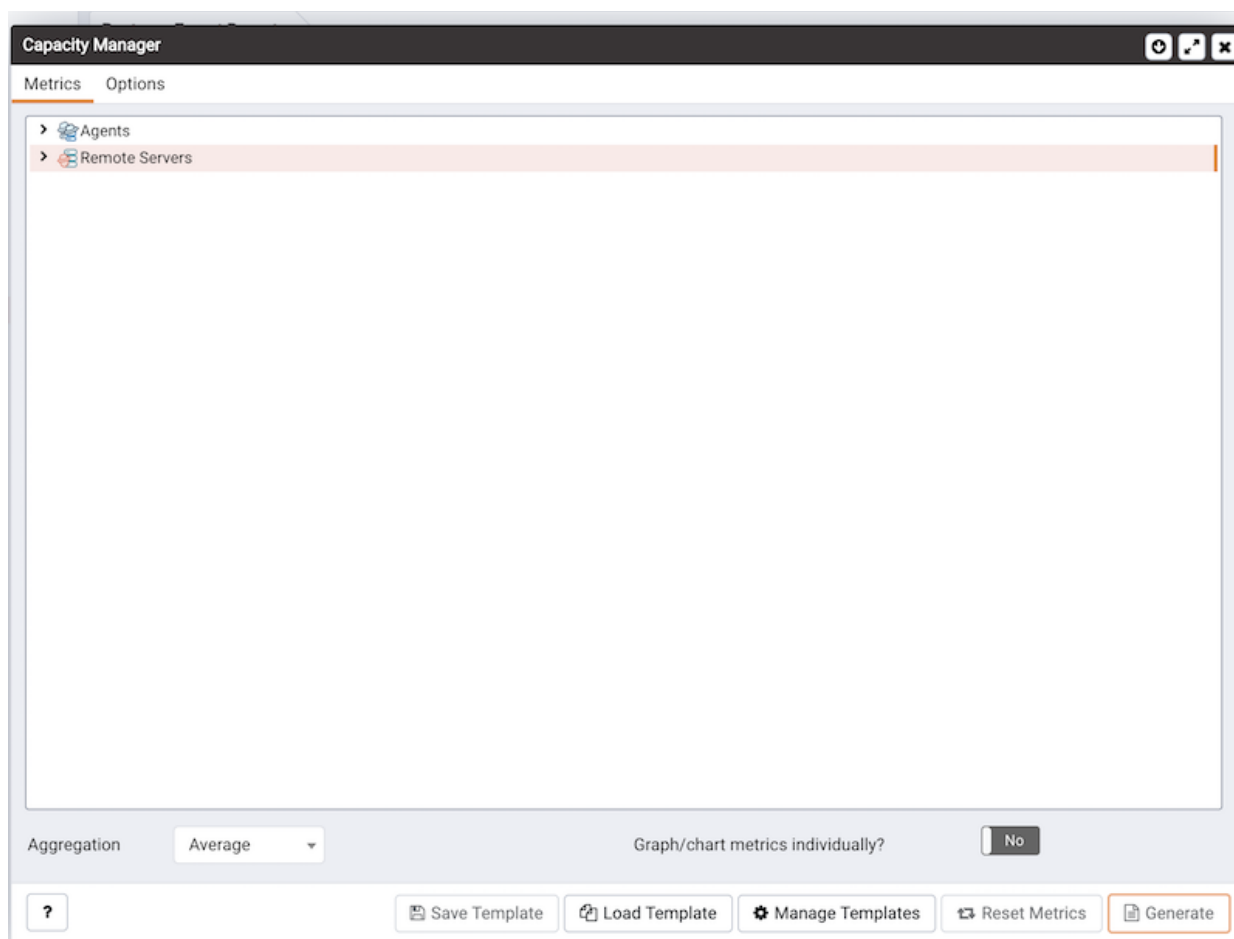 Capacity Manager
Metrics Options
Agents
Remote Servers
Aggregation Average Graph/chart metrics individually? No
? Save Template Load Template Manage Templates Reset Metrics Generate